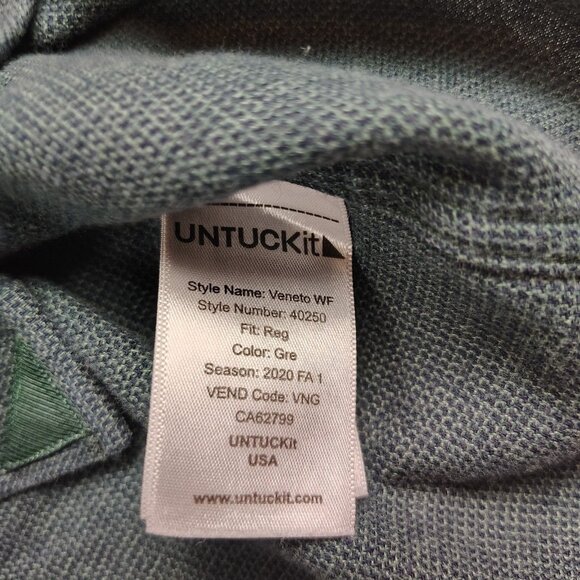 UNTUCKit
Style Name: Veneto WF
Style Number: 40250
Fit: Reg
Color: Gre
Season: 2020 FA 1
VEND Code: VNG
CA62799
UNTUCKit
USA
www.untuckit.com